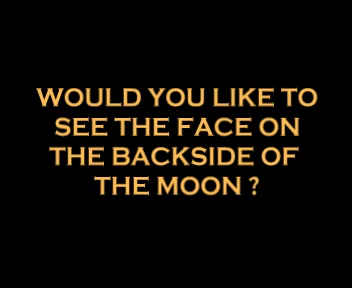 WOULD YOU LIKE TO
SEE THE FACE ON
THE BACKSIDE OF
THE MOON ?